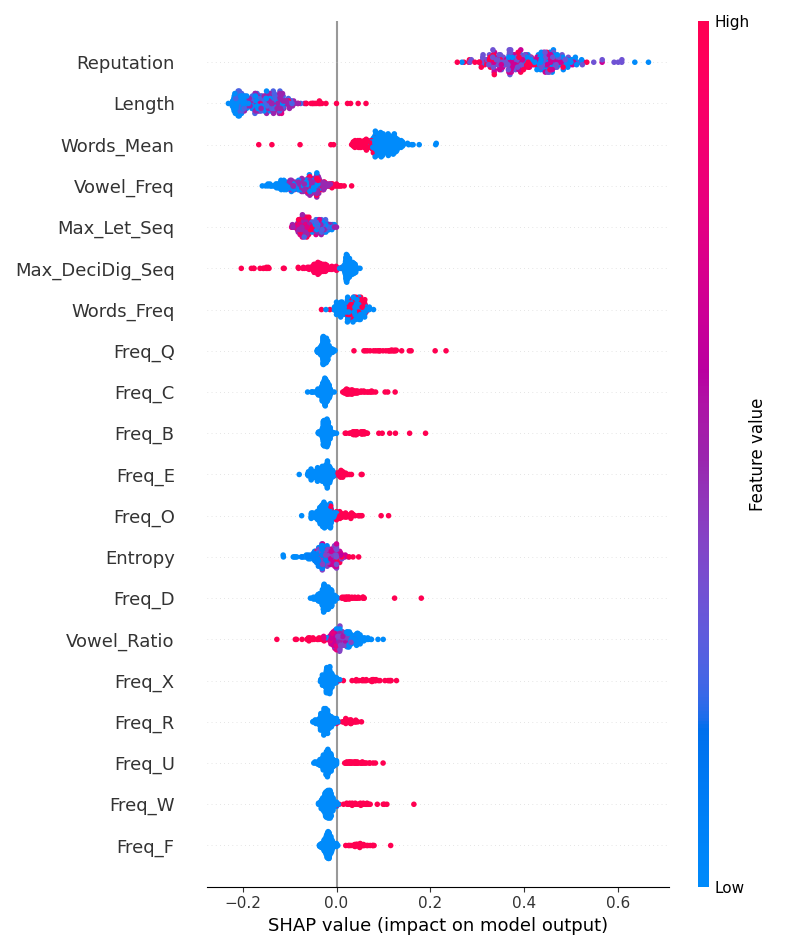 High
Reputation
Length
Words_Mean
Vowel_Freq
Max_Let_Seq
Max_DeciDig_Seq
Words_Freq
Freq_Q
Freq_C
Freq_B
Freq_E
Freq_O
Entropy
Freq_D
Vowel_Ratio
Freq_X
Freq_R
Freq_U
Freq_W
Freq_F
Feature value
Low
−0.2 0.0 0.2 0.4 0.6
SHAP value (impact on model output)